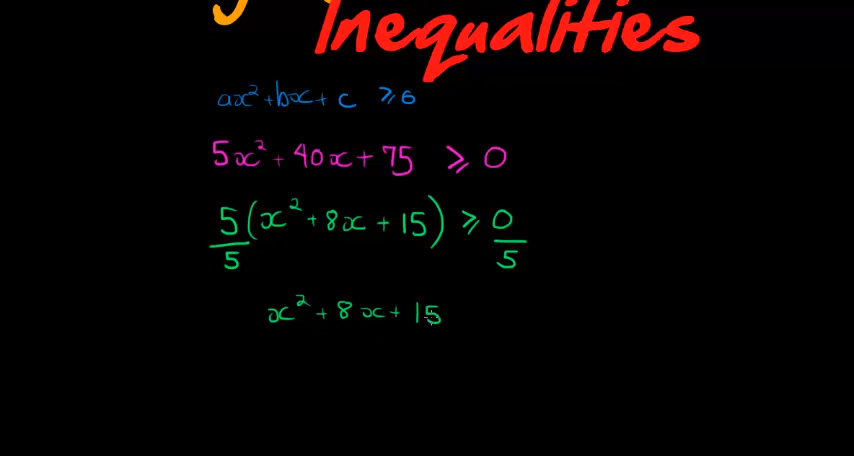 Inequalities
ax² + bx + c ⩾ 0
5x² + 40x + 75 ⩾ 0
5(x² + 8x + 15) ⩾ 0
5 5
x² + 8x + 15